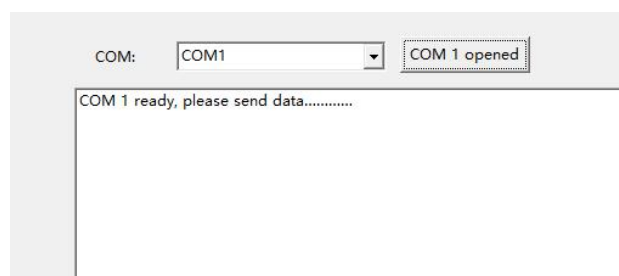 COM: COM1 COM 1 opened
COM 1 ready, please send data............